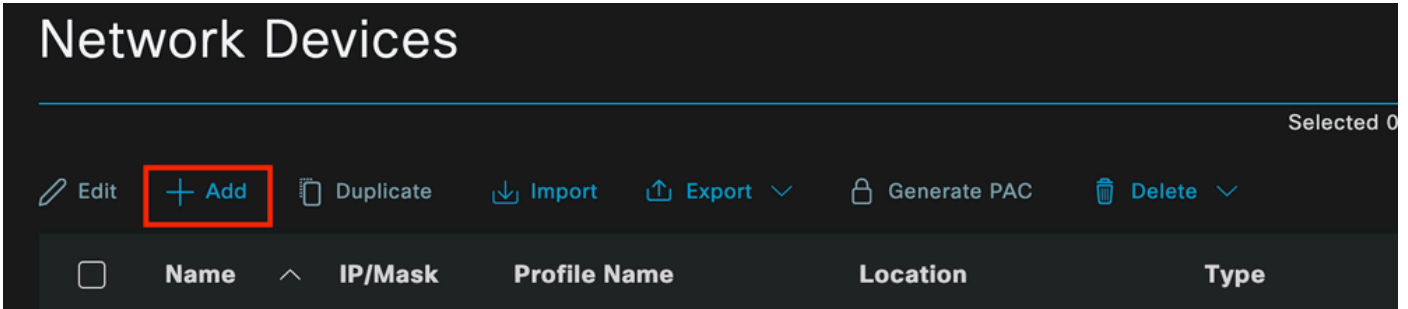 Network Devices
Selected 0
Edit Add Duplicate Import Export Generate PAC Delete
Name IP/Mask Profile Name Location Type